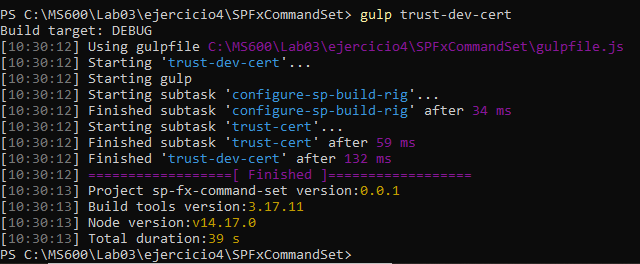 PS C:\MS600\Lab03\ejercicio4\SPFxCommandSet> gulp trust-dev-cert
Build target: DEBUG
[10:30:12] Using gulpfile C:\MS600\Lab03\ejercicio4\SPFxCommandSet\gulpfile.js
[10:30:12] Starting 'trust-dev-cert'...
[10:30:12] Starting gulp
[10:30:12] Starting subtask 'configure-sp-build-rig'...
[10:30:12] Finished subtask 'configure-sp-build-rig' after 34 ms
[10:30:12] Starting subtask 'trust-cert'...
[10:30:12] Finished subtask 'trust-cert' after 59 ms
[10:30:12] Finished 'trust-dev-cert' after 132 ms
[10:30:12] ==================[ Finished ]==================
[10:30:13] Project sp-fx-command-set version:0.0.1
[10:30:13] Build tools version:3.17.11
[10:30:13] Node version:v14.17.0
[10:30:13] Total duration:39 s
PS C:\MS600\Lab03\ejercicio4\SPFxCommandSet>